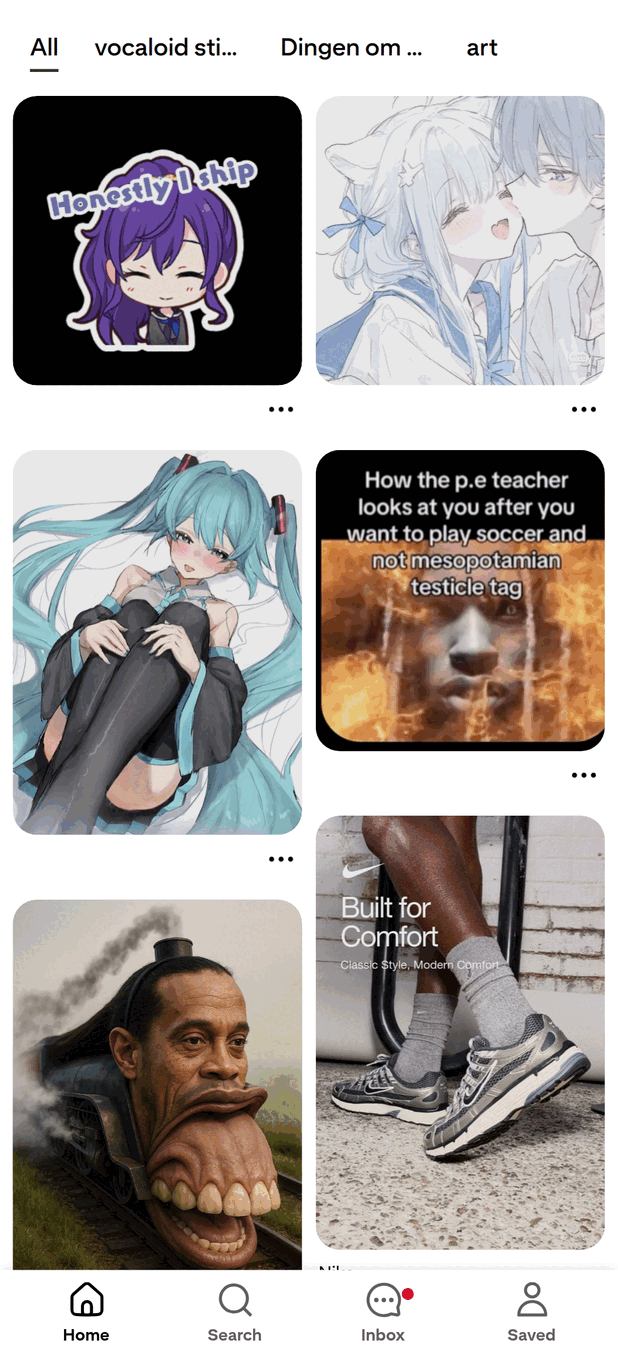 All
vocaloid sti...
Dingen om ...
art
Honestly I ship
How the p.e teacher
looks at you after you
want to play soccer and
not mesopotamian
testicle tag
Built for
Comfort
Classic Style, Modern Comfort
Home
Search
Inbox
Saved